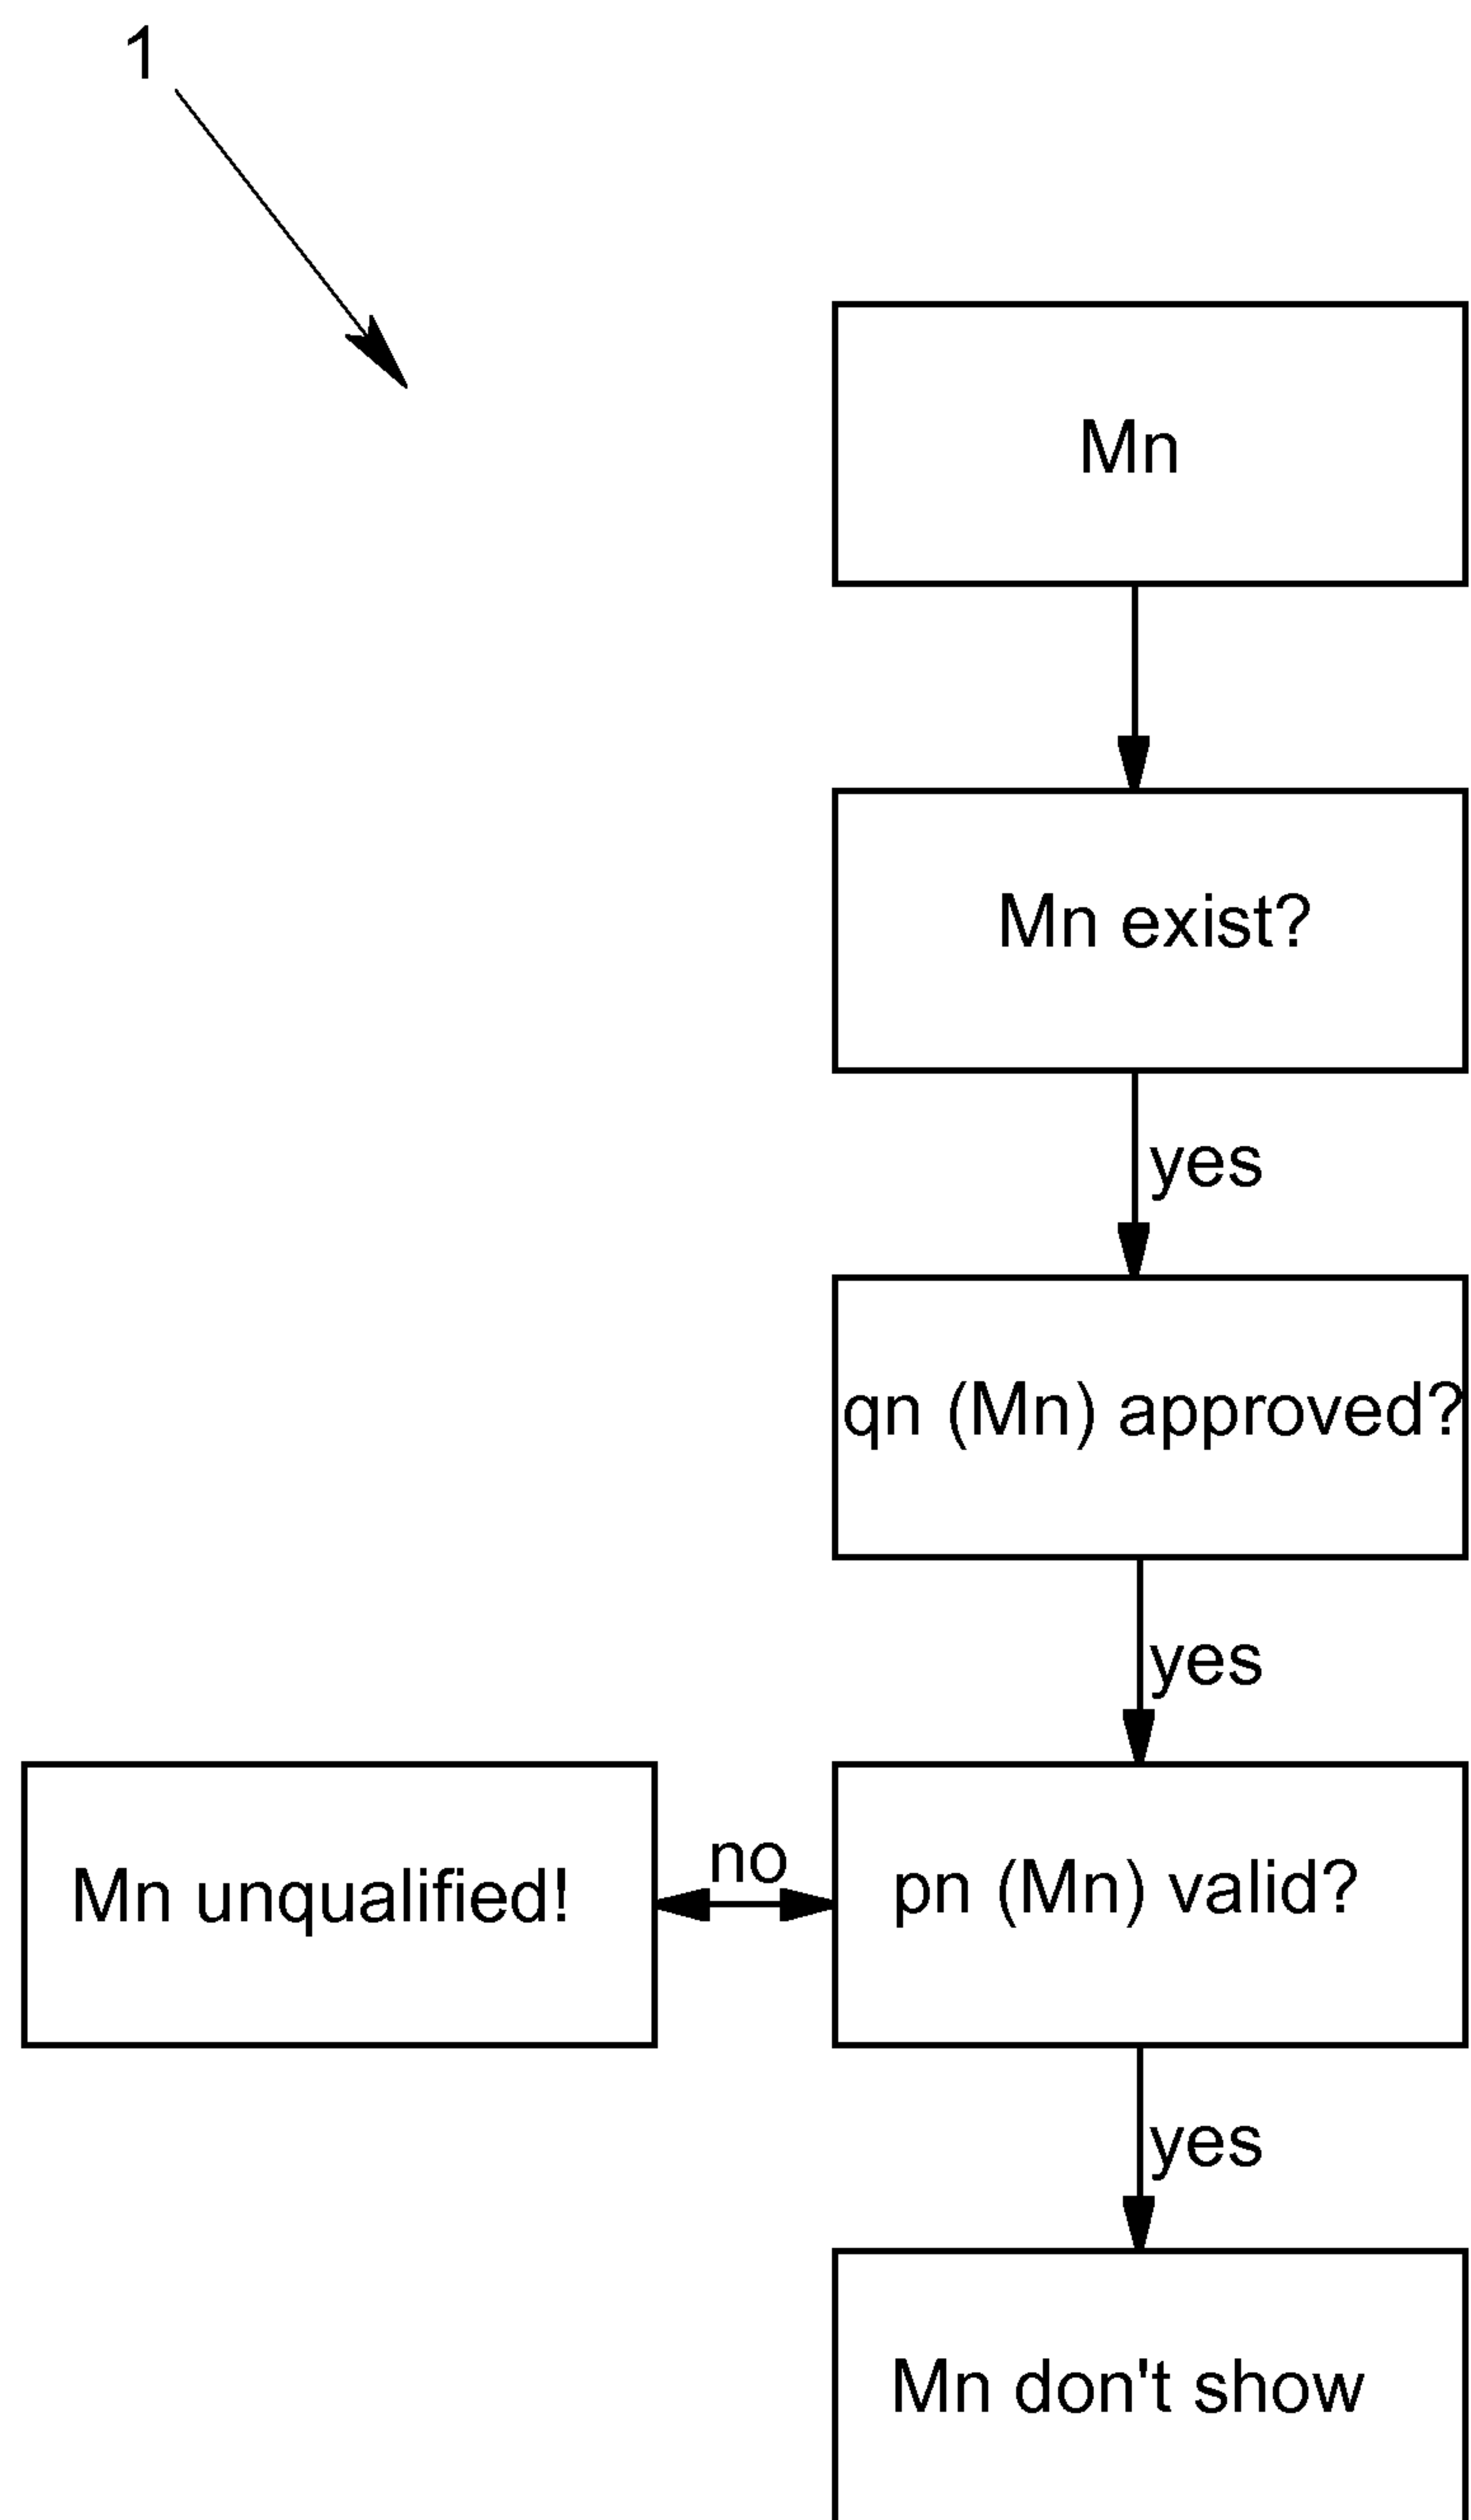 1
Mn
Mn exist?
yes
qn (Mn) approved?
yes
Mn unqualified!
no
pn (Mn) valid?
yes
Mn don't show